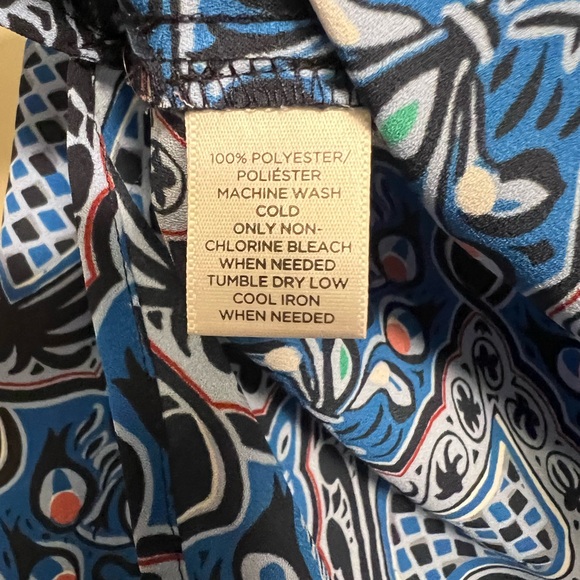 100% POLYESTER/
POLIÉSTER
MACHINE WASH
COLD
ONLY NON-
CHLORINE BLEACH
WHEN NEEDED
TUMBLE DRY LOW
COOL IRON
WHEN NEEDED